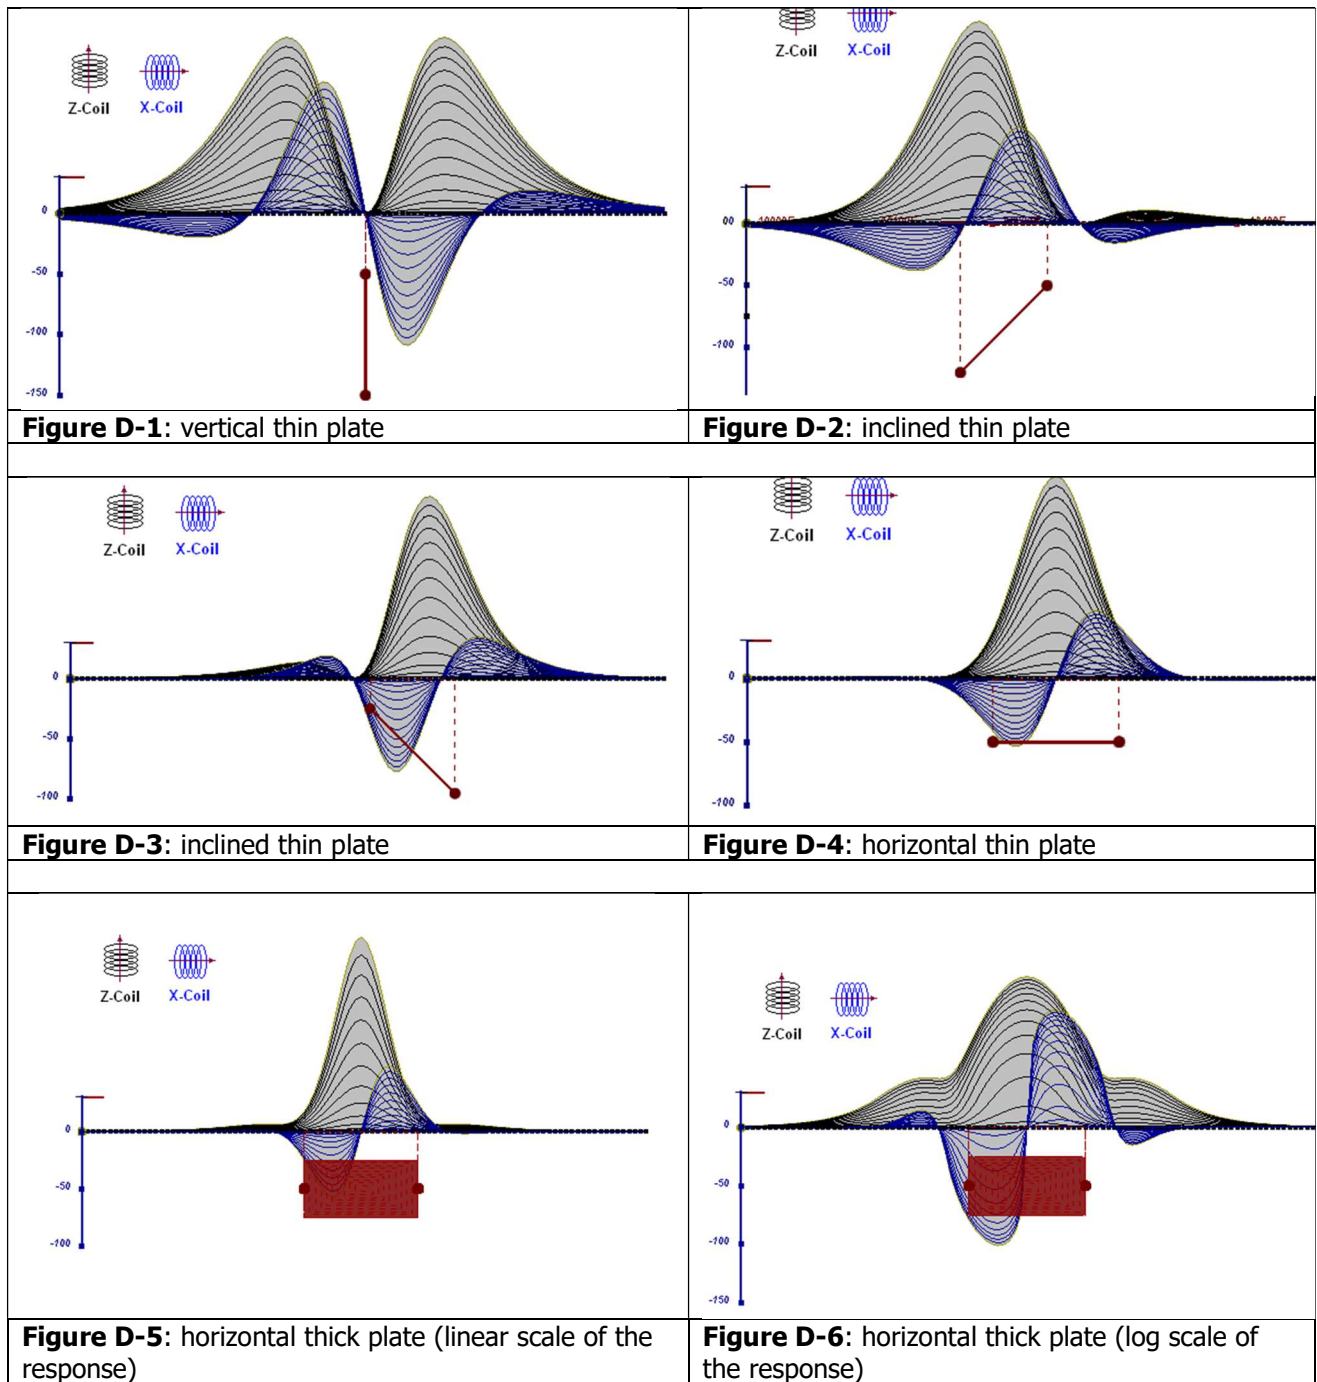 Z-Coil X-Coil
0
-50
-100
-150
Figure D-1: vertical thin plate
Z-Coil X-Coil
00
-50
-100
Figure D-2: inclined thin plate
Z-Coil X-Coil
0
-50
-100
Figure D-3: inclined thin plate
Z-Coil X-Coil
0
-50
-100
Figure D-4: horizontal thin plate
Z-Coil X-Coil
0
-50
-100
Figure D-5: horizontal thick plate (linear scale of the
response)
Z-Coil X-Coil
0
-50
-100
-150
Figure D-6: horizontal thick plate (log scale of
the response)